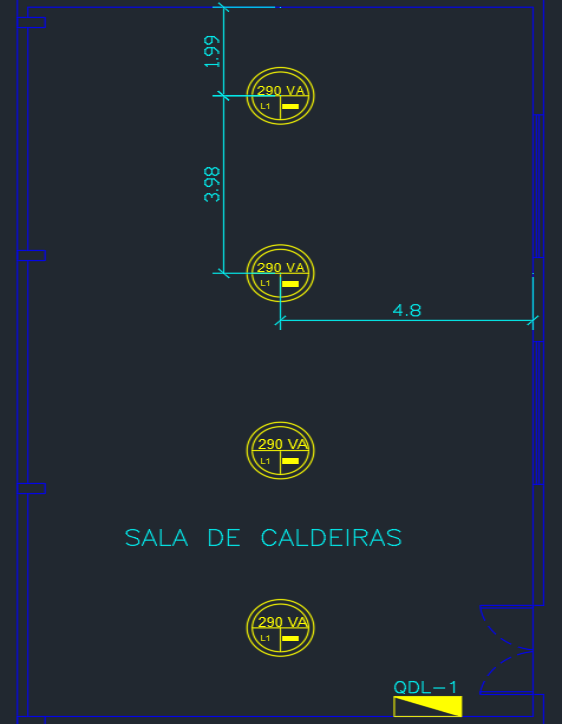 1.99
290 VA
L1
3.98
290 VA
L1
4.8
290 VA
L1
SALA DE CALDEIRAS
290 VA
L1
QDL-1